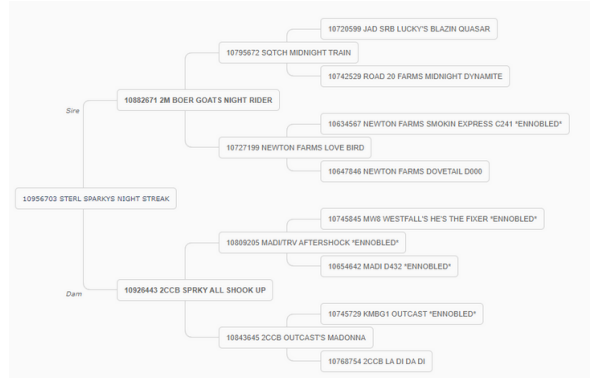 10720599 JAD SRB LUCKY'S BLAZIN QUASAR
10795672 SQTCH MIDNIGHT TRAIN
10742529 ROAD 20 FARMS MIDNIGHT DYNAMITE
10882671 2M BOER GOATS NIGHT RIDER
Sire
10634567 NEWTON FARMS SMOKIN EXPRESS C241 *ENNOBLED*
10727199 NEWTON FARMS LOVE BIRD
10647846 NEWTON FARMS DOVETAIL D000
10956703 STERL SPARKYS NIGHT STREAK
10745845 MW8 WESTFALL'S HE'S THE FIXER *ENNOBLED*
10809205 MADI/TRV AFTERSHOCK *ENNOBLED*
10654642 MADI D432 *ENNOBLED*
10926443 2CCB SPRKY ALL SHOOK UP
Dam
10745729 KMBG1 OUTCAST *ENNOBLED*
10843645 2CCB OUTCAST'S MADONNA
10768754 2CCB LA DI DA DI